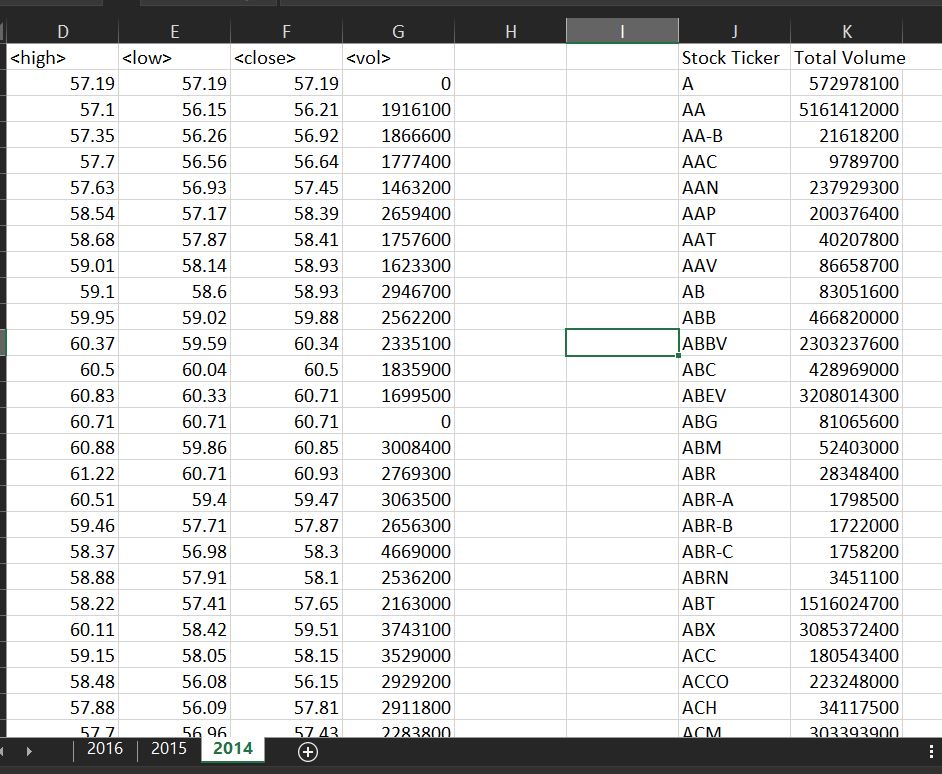 D E F G H I J K
<high> <low> <close> <vol> Stock Ticker Total Volume
57.19 57.19 57.19 0 A 572978100
57.1 56.15 56.21 1916100 AA 5161412000
57.35 56.26 56.92 1866600 AA-B 21618200
57.7 56.56 56.64 1777400 AAC 9789700
57.63 56.93 57.45 1463200 AAN 237929300
58.54 57.17 58.39 2659400 AAP 200376400
58.68 57.87 58.41 1757600 AAT 40207800
59.01 58.14 58.93 1623300 AAV 86658700
59.1 58.6 58.93 2946700 AB 83051600
59.95 59.02 59.88 2562200 ABB 466820000
60.37 59.59 60.34 2335100 ABBV 2303237600
60.5 60.04 60.5 1835900 ABC 428969000
60.83 60.33 60.71 1699500 ABEV 3208014300
60.71 60.71 60.71 0 ABG 81065600
60.88 59.86 60.85 3008400 ABM 52403000
61.22 60.71 60.93 2769300 ABR 28348400
60.51 59.4 59.47 3063500 ABR-A 1798500
59.46 57.71 57.87 2656300 ABR-B 1722000
58.37 56.98 58.3 4669000 ABR-C 1758200
58.88 57.91 58.1 2536200 ABRN 3451100
58.22 57.41 57.65 2163000 ABT 1516024700
60.11 58.42 59.51 3743100 ABX 3085372400
59.15 58.05 58.15 3529000 ACC 180543400
58.48 56.08 56.15 2929200 ACCO 223248000
57.88 56.09 57.81 2911800 ACH 34117500
57.7 56.96 57.43 2283800 ACM 303393900
2016 2015 2014